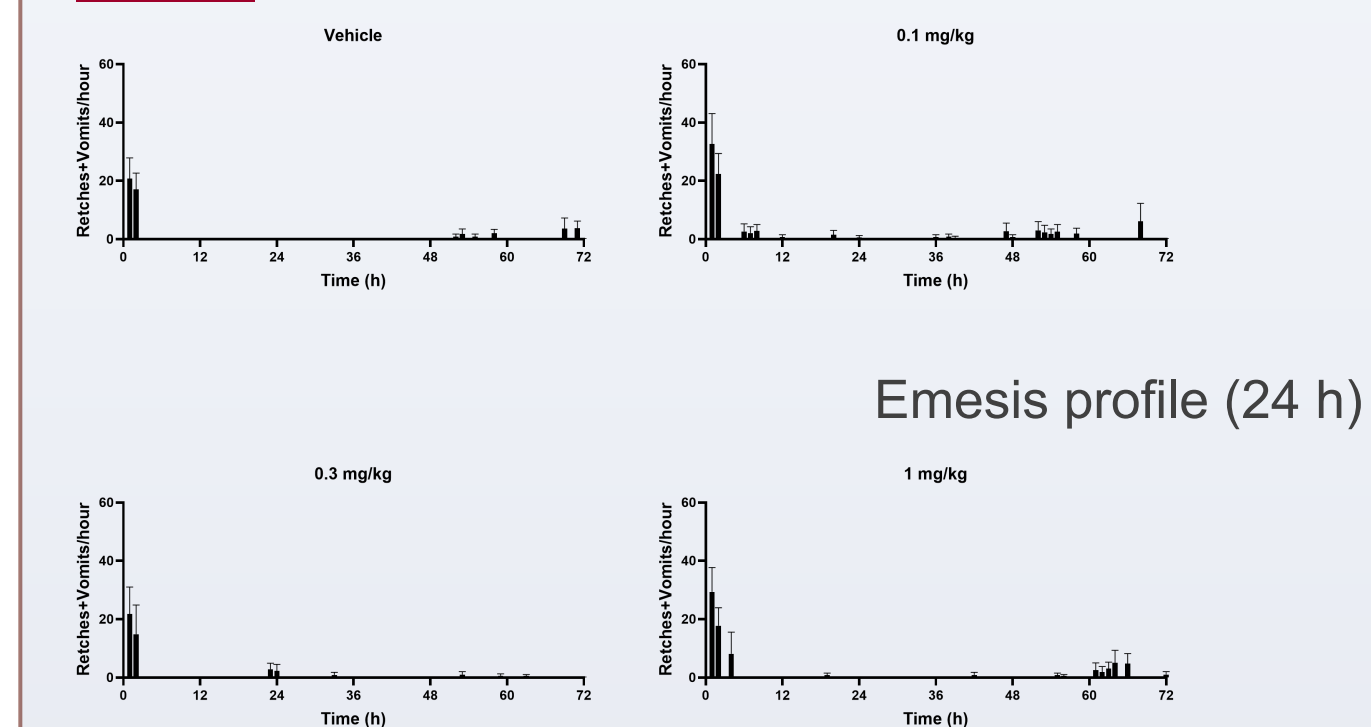 Vehicle
Retches+Vomits/hour
60
40
20
0
0 12 24 36 48 60 72
Time (h)
0.1 mg/kg
Retches+Vomits/hour
60
40
20
0
0 12 24 36 48 60 72
Time (h)
Emesis profile (24 h)
0.3 mg/kg
Retches+Vomits/hour
60
40
20
0
0 12 24 36 48 60 72
Time (h)
1 mg/kg
Retches+Vomits/hour
60
40
20
0
0 12 24 36 48 60 72
Time (h)